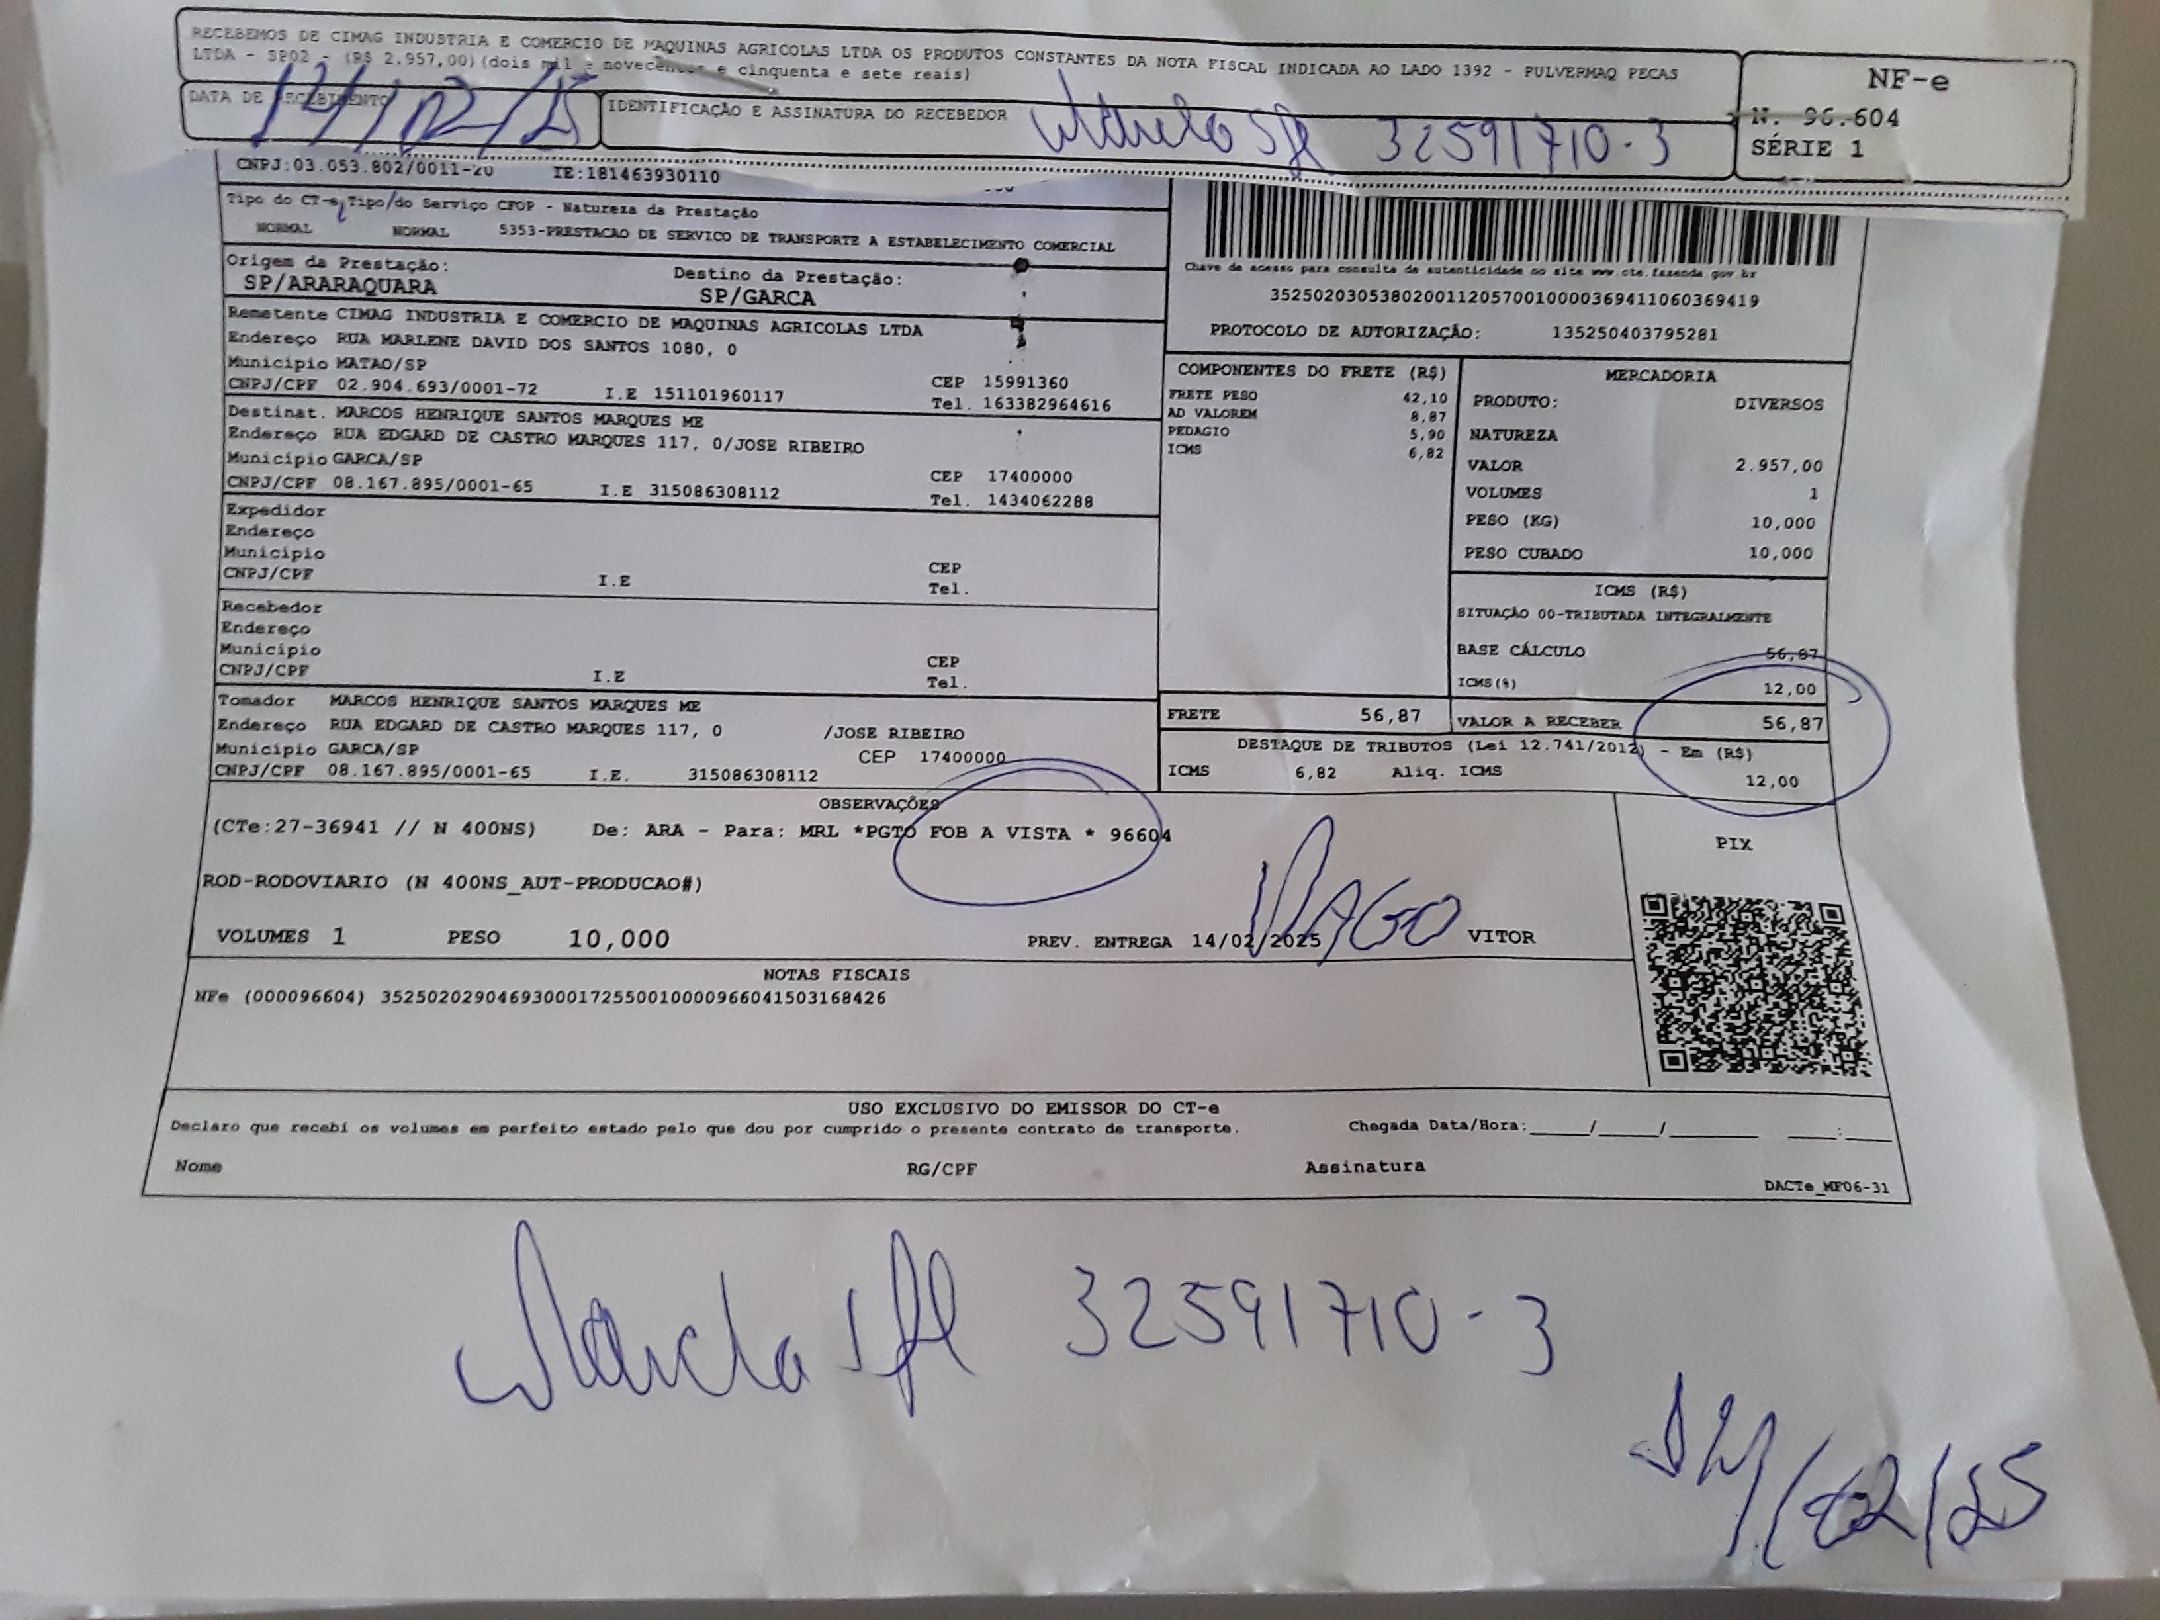 RECEBEMOS DE CIMAG INDUSTRIA E COMERCIO DE MAQUINAS AGRICOLAS LTDA OS PRODUTOS CONSTANTES DA NOTA FISCAL INDICADA AO LADO 1392 - PULVERMAQ PECAS
LTDA - SP02 - (R$ 2.957,00)(dois mil e novecentos e cinquenta e sete reais)
NF-e
N. 96.604
SÉRIE 1
DATA DE RECEBIMENTO
14/02/25
IDENTIFICAÇÃO E ASSINATURA DO RECEBEDOR
32591710-3
CNPJ:03.053.802/0011-20 IE:181463930110
Tipo do CT-e Tipo do Serviço CFOP - Natureza da Prestação
NORMAL NORMAL 5353-PRESTACAO DE SERVICO DE TRANSPORTE A ESTABELECIMENTO COMERCIAL
Origem da Prestação: Destino da Prestação:
SP/ARARAQUARA SP/GARCA
Chave de acesso para consulta de autenticidade no site www.cte.fazenda.gov.br
35250203053802001120570010000369411060369419
PROTOCOLO DE AUTORIZAÇÃO: 135250403795281
Remetente CIMAG INDUSTRIA E COMERCIO DE MAQUINAS AGRICOLAS LTDA
Endereço RUA MARLENE DAVID DOS SANTOS 1080, 0
Município MATAO/SP CEP 15991360
CNPJ/CPF 02.904.693/0001-72 I.E 151101960117 Tel. 163382964616
Destinat. MARCOS HENRIQUE SANTOS MARQUES ME
Endereço RUA EDGARD DE CASTRO MARQUES 117, 0/JOSE RIBEIRO
Município GARCA/SP CEP 17400000
CNPJ/CPF 08.167.895/0001-65 I.E 315086308112 Tel. 1434062288
Expedidor
Endereço
Município CEP
CNPJ/CPF I.E Tel.
Recebedor
Endereço
Município CEP
CNPJ/CPF I.E Tel.
Tomador MARCOS HENRIQUE SANTOS MARQUES ME
Endereço RUA EDGARD DE CASTRO MARQUES 117, 0 /JOSE RIBEIRO
Município GARCA/SP CEP 17400000
CNPJ/CPF 08.167.895/0001-65 I.E. 315086308112
COMPONENTES DO FRETE (R$)
FRETE PESO 42,10
AD VALOREM 8,87
PEDAGIO 5,90
ICMS 6,82
MERCADORIA
PRODUTO: DIVERSOS
NATUREZA
VALOR 2.957,00
VOLUMES 1
PESO (KG) 10,000
PESO CUBADO 10,000
ICMS (R$)
SITUAÇÃO 00-TRIBUTADA INTEGRALMENTE
BASE CÁLCULO 56,87
ICMS(%) 12,00
FRETE 56,87 VALOR A RECEBER 56,87
DESTAQUE DE TRIBUTOS (Lei 12.741/2012) - Em (R$)
ICMS 6,82 Aliq. ICMS 12,00
OBSERVAÇÕES
(CTe:27-36941 // N 400NS) De: ARA - Para: MRL *PGTO FOB A VISTA * 96604
ROD-RODOVIARIO (N 400NS_AUT-PRODUCAO#)
PAGO
VOLUMES 1 PESO 10,000 PREV. ENTREGA 14/02/2025 VITOR
PIX
NOTAS FISCAIS
NFe (000096604) 35250202904693000172550010000966041503168426
USO EXCLUSIVO DO EMISSOR DO CT-e
Declaro que recebi os volumes em perfeito estado pelo que dou por cumprido o presente contrato de transporte. Chegada Data/Hora:____/____/______ ___:___
Nome RG/CPF Assinatura
DACTe_MF06-31
32591710-3
14/02/25